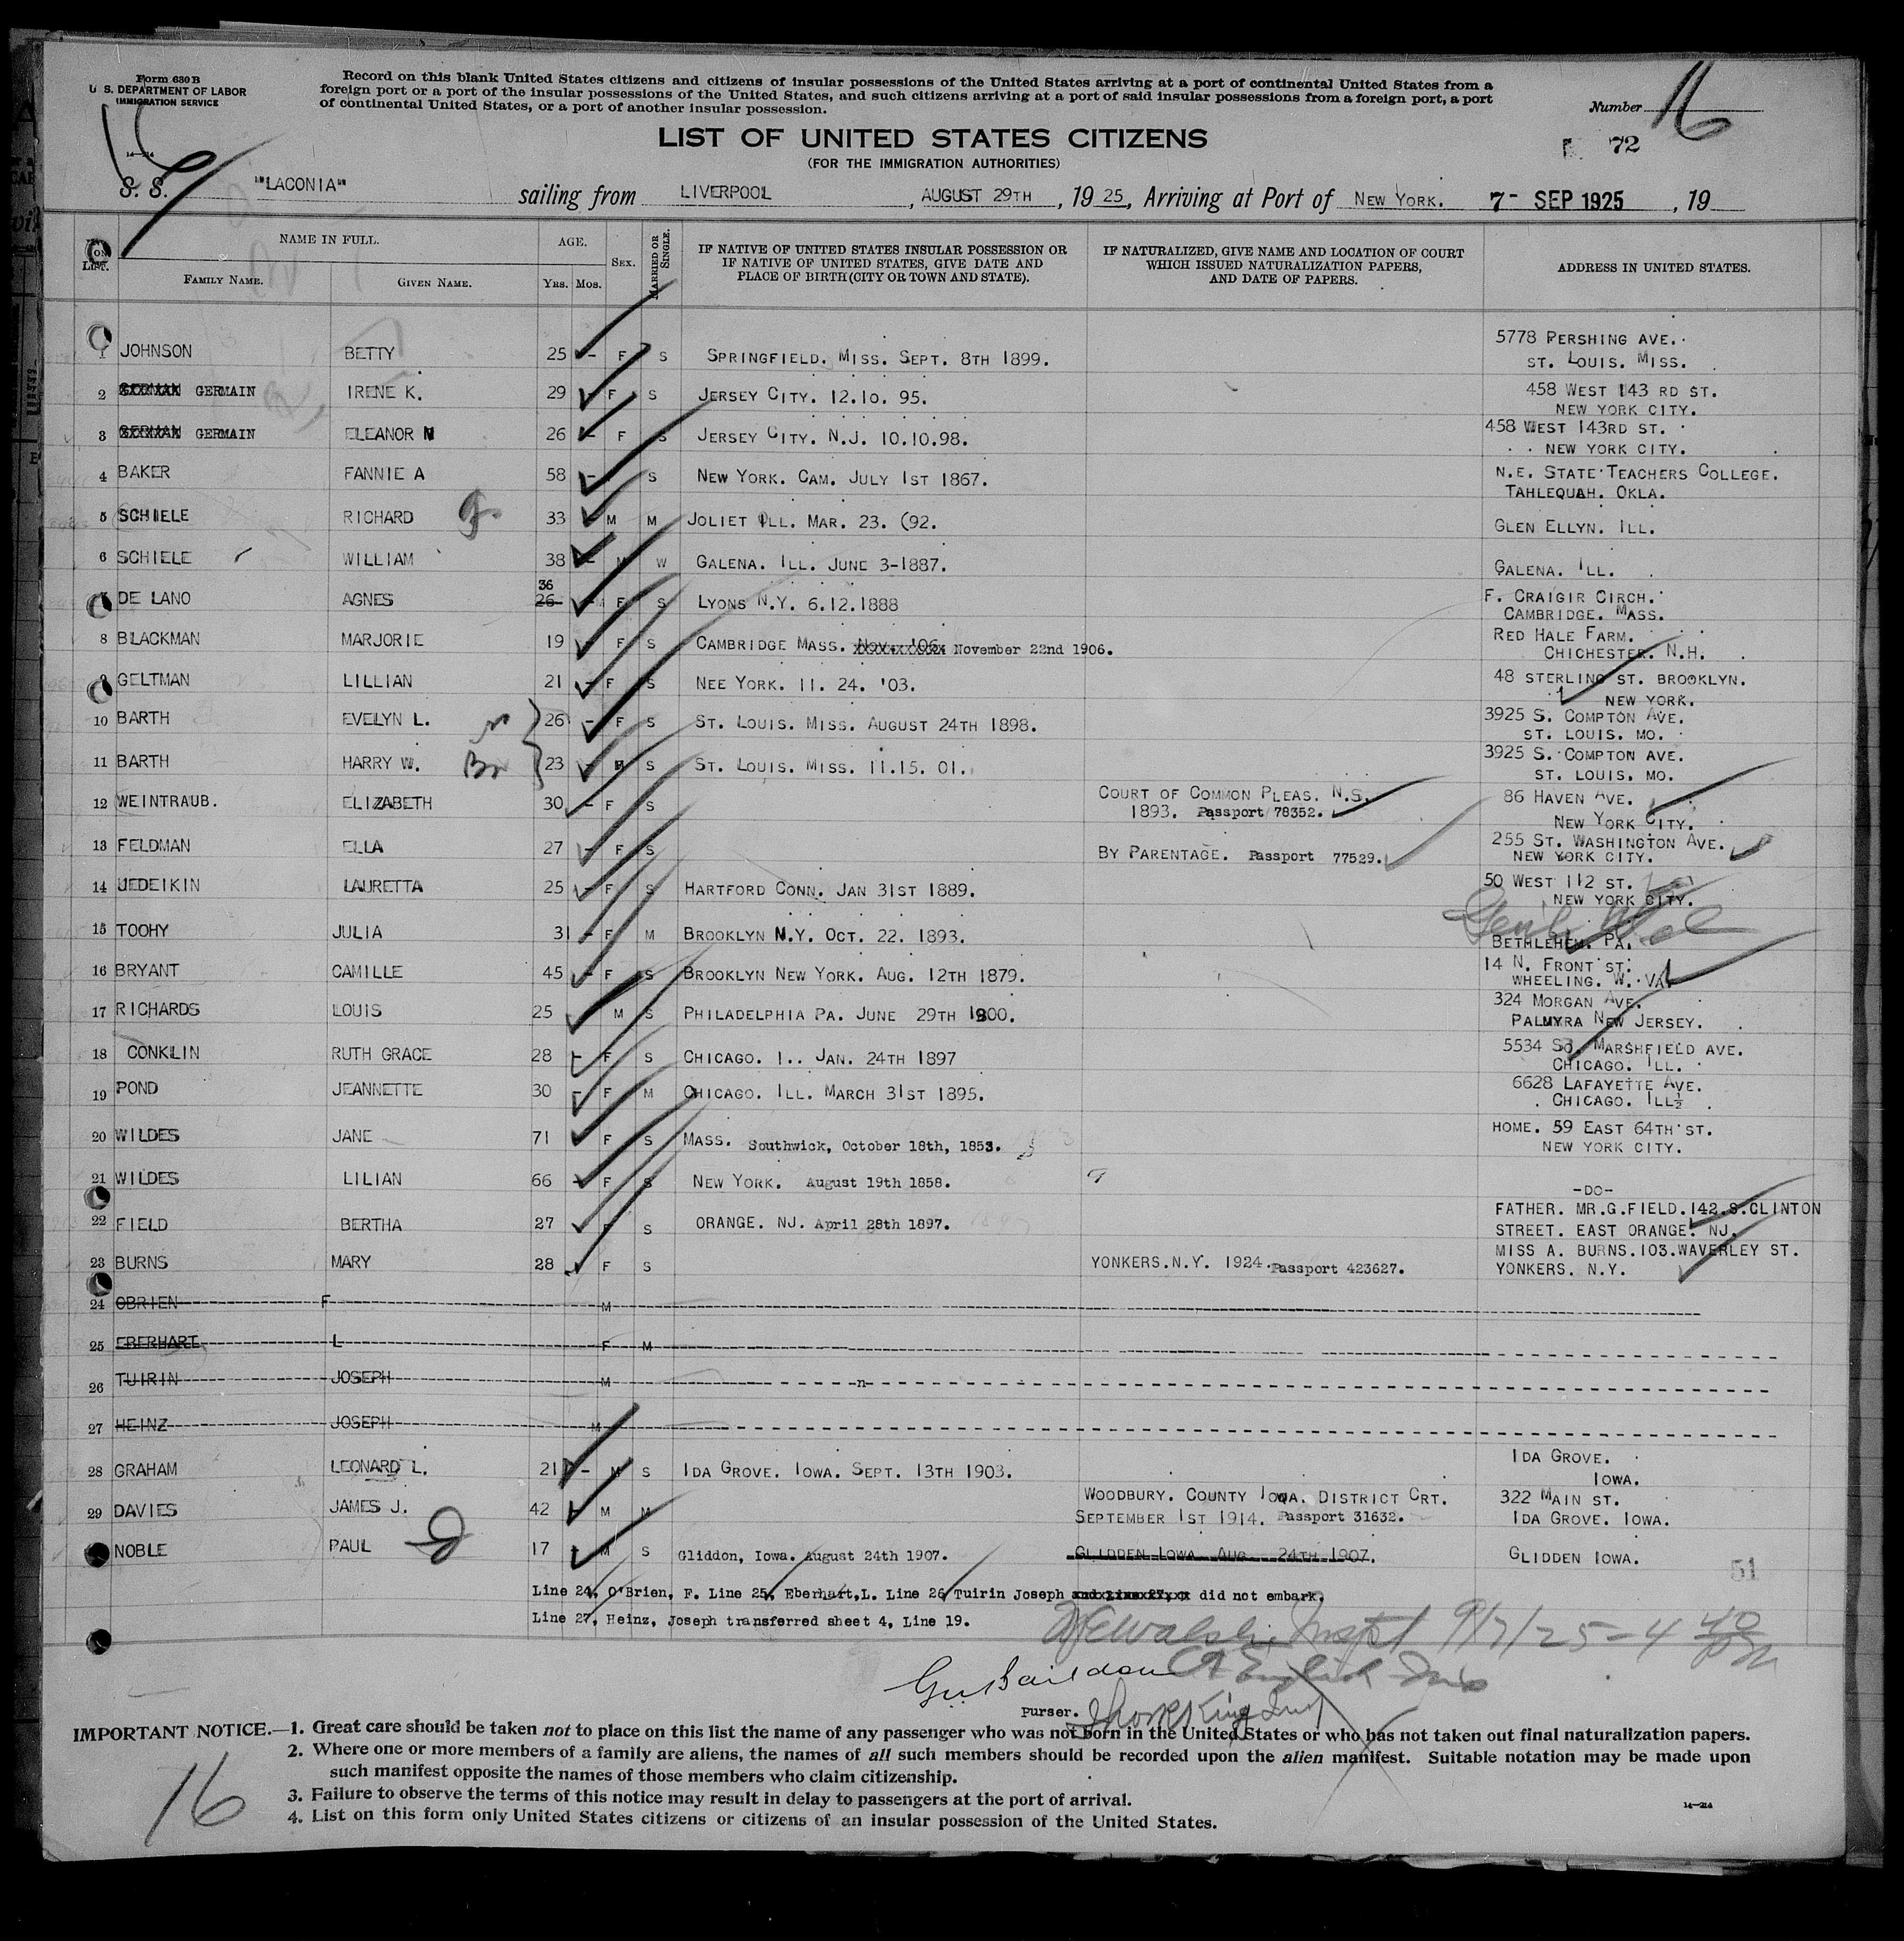 Form 630 B
U. S. DEPARTMENT OF LABOR
IMMIGRATION SERVICE
14—214
Record on this blank United States citizens and citizens of insular possessions of the United States arriving at a port of continental United States from a
foreign port or a port of the insular possessions of the United States, and such citizens arriving at a port of said insular possessions from a foreign port, a port
of continental United States, or a port of another insular possession.
Number 16
LIST OF UNITED STATES CITIZENS
(FOR THE IMMIGRATION AUTHORITIES)
72
S. S. "LACONIA" sailing from LIVERPOOL, AUGUST 29TH, 19 25, Arriving at Port of NEW YORK. 7- SEP 1925, 19
No. ON LIST. NAME IN FULL. AGE. SEX. MARRIED OR SINGLE. IF NATIVE OF UNITED STATES INSULAR POSSESSION OR IF NATIVE OF UNITED STATES, GIVE DATE AND PLACE OF BIRTH (CITY OR TOWN AND STATE). IF NATURALIZED, GIVE NAME AND LOCATION OF COURT WHICH ISSUED NATURALIZATION PAPERS, AND DATE OF PAPERS. ADDRESS IN UNITED STATES.
FAMILY NAME. GIVEN NAME. Yrs. Mos.
1 JOHNSON BETTY 25 - F S SPRINGFIELD. MISS. SEPT. 8TH 1899. 5778 PERSHING AVE. ST. LOUIS. MISS.
2 GERMAN GERMAIN IRENE K. 29 - F S JERSEY CITY. 12.10. 95. 458 WEST 143 RD ST. NEW YORK CITY.
3 GERMAN GERMAIN ELEANOR N 26 - F S JERSEY CITY. N.J. 10.10.98. 458 WEST 143RD ST. NEW YORK CITY.
4 BAKER FANNIE A 58 - S NEW YORK. CAM. JULY 1ST 1867. N.E. STATE TEACHERS COLLEGE. TAHLEQUAH. OKLA.
5 SCHIELE RICHARD 33 - M M JOLIET ILL. MAR. 23. (92. GLEN ELLYN. ILL.
6 SCHIELE WILLIAM 38 - M W GALENA. ILL. JUNE 3-1887. GALENA. ILL.
7 DE LANO AGNES 36 26 - F S LYONS N.Y. 6.12.1888 F. CRAIGIR CIRCH. CAMBRIDGE. MASS.
8 BLACKMAN MARJORIE 19 - F S CAMBRIDGE MASS. NOV. '06. November 22nd 1906. RED HALE FARM. CHICHESTER. N.H.
9 GELTMAN LILLIAN 21 - F S NEE YORK. 11. 24. '03. 48 STERLING ST. BROOKLYN. NEW YORK.
10 BARTH EVELYN L. 26 - F S ST. LOUIS. MISS. AUGUST 24TH 1898. 3925 S. COMPTON AVE. ST. LOUIS. MO.
11 BARTH HARRY W. Br 23 - M S ST. LOUIS. MISS. 11.15. 01. 3925 S. COMPTON AVE. ST. LOUIS. MO.
12 WEINTRAUB. ELIZABETH 30 - F S COURT OF COMMON PLEAS. N.S. 1893. Passport 78352. 86 HAVEN AVE. NEW YORK CITY.
13 FELDMAN ELLA 27 - F S BY PARENTAGE. Passport 77529. 255 ST. WASHINGTON AVE. NEW YORK CITY.
14 UEDEIKIN LAURETTA 25 - F S HARTFORD CONN. JAN 31ST 1889. 50 WEST 112 ST. NEW YORK CITY.
15 TOOHY JULIA 31 - F M BROOKLYN N.Y. OCT. 22. 1893. BETHLEHEM. PA.
16 BRYANT CAMILLE 45 - F S BROOKLYN NEW YORK. AUG. 12TH 1879. 14 N. FRONT ST. WHEELING. W. VA.
17 RICHARDS LOUIS 25 M S PHILADELPHIA PA. JUNE 29TH 1900. 324 MORGAN AVE. PALMYRA NEW JERSEY.
18 CONKLIN RUTH GRACE 28 - F S CHICAGO. I.. JAN. 24TH 1897 5534 SO. MARSHFIELD AVE. CHICAGO. ILL.
19 POND JEANNETTE 30 - F M CHICAGO. ILL. MARCH 31ST 1895. 6628 LAFAYETTE AVE. CHICAGO. ILL½
20 WILDES JANE 71 F S MASS. Southwick, October 18th, 1853. HOME. 59 EAST 64TH ST. NEW YORK CITY.
21 WILDES LILIAN 66 - F S NEW YORK. August 19th 1858. -DO-
22 FIELD BERTHA 27 F S ORANGE. NJ. April 28th 1897. FATHER. MR.G.FIELD.142.S.CLINTON STREET. EAST ORANGE. NJ.
23 BURNS MARY 28 F S YONKERS.N.Y. 1924. Passport 423627. MISS A. BURNS.103.WAVERLEY ST. YONKERS. N.Y.
24 OBRIEN F M
25 EBERHART L F M
26 TUIRIN JOSEPH M -n-
27 HEINZ JOSEPH M
28 GRAHAM LEONARD L. 21 - M S IDA GROVE. IOWA. SEPT. 13TH 1903. IDA GROVE. IOWA.
29 DAVIES JAMES J. 42 - M M WOODBURY. COUNTY IOWA. DISTRICT CRT. SEPTEMBER 1ST 1914. Passport 31632. 322 MAIN ST. IDA GROVE. IOWA.
NOBLE PAUL 17 - M S Gliddon, Iowa. August 24th 1907. GLIDDEN IOWA AUG 24TH 1907. GLIDDEN IOWA.
51
Line 24, O'Brien, F. Line 25, Eberhart,L. Line 26 Tuirin Joseph and Line 27, did not embark.
Line 27, Heinz, Joseph transferred sheet 4, Line 19.
Walsh Inspt 9/7/25 - 4 40 PM
English Ins
Purser.
IMPORTANT NOTICE.—1. Great care should be taken not to place on this list the name of any passenger who was not born in the United States or who has not taken out final naturalization papers.
2. Where one or more members of a family are aliens, the names of all such members should be recorded upon the alien manifest. Suitable notation may be made upon
such manifest opposite the names of those members who claim citizenship.
3. Failure to observe the terms of this notice may result in delay to passengers at the port of arrival.
4. List on this form only United States citizens or citizens of an insular possession of the United States.
14—214
16